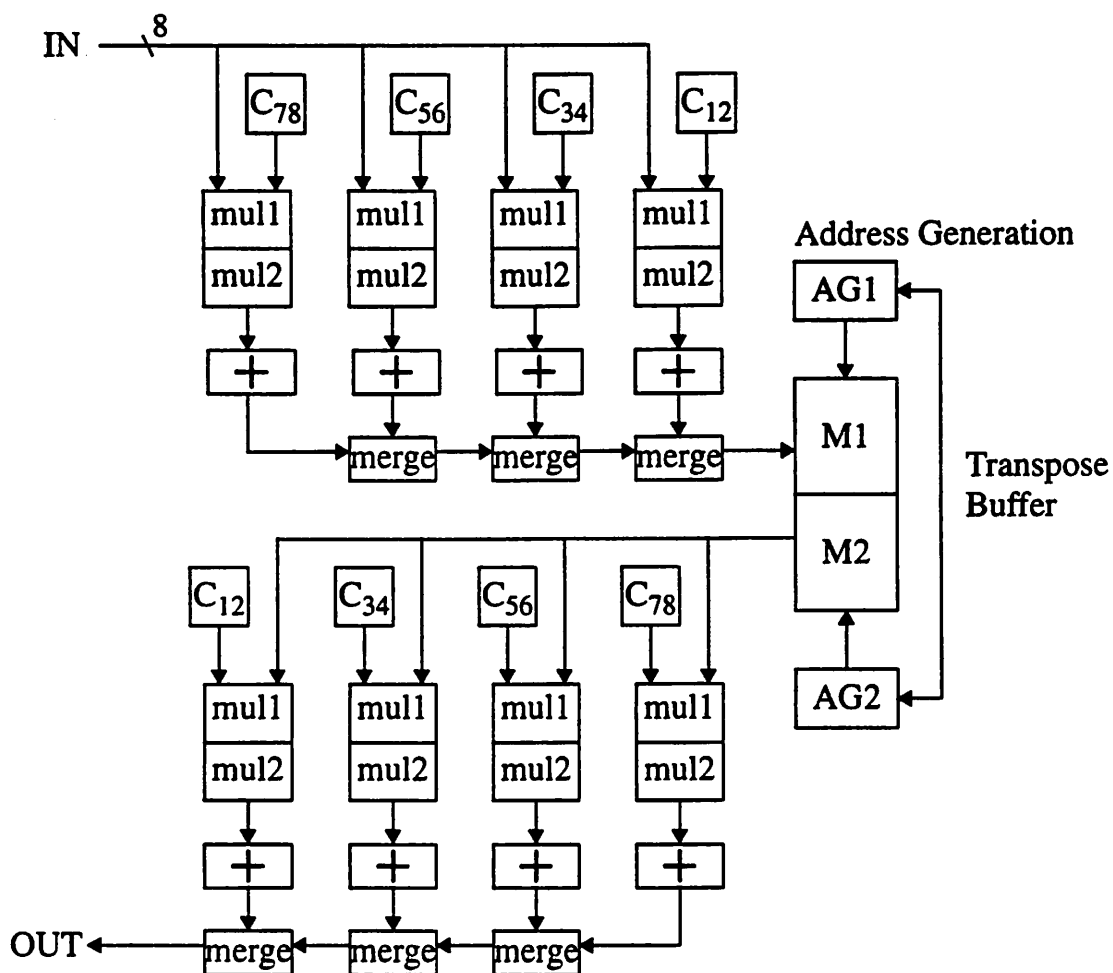 IN 8
C78 C56 C34 C12
mul1 mul1 mul1 mul1
mul2 mul2 mul2 mul2
Address Generation
AG1
+ + + +
merge merge merge
M1
Transpose
Buffer
M2
C12 C34 C56 C78
mul1 mul1 mul1 mul1
AG2
mul2 mul2 mul2 mul2
+ + + +
OUT merge merge merge